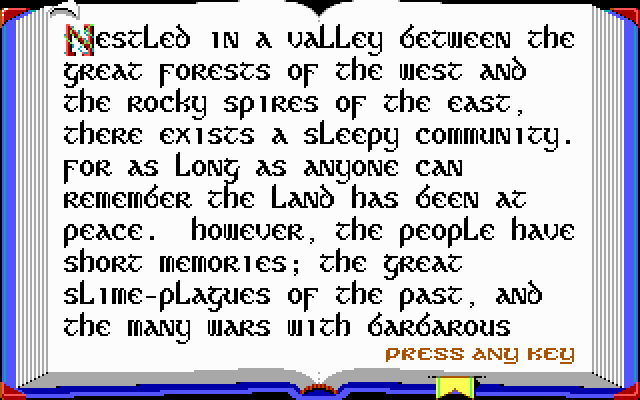 Nestled in a valley between the
great forests of the west and
the rocky spires of the east,
there exists a sleepy community.
For as long as anyone can
remember the land has been at
peace.  However, the people have
short memories; the great
slime-plagues of the past, and
the many wars with barbarous
PRESS ANY KEY